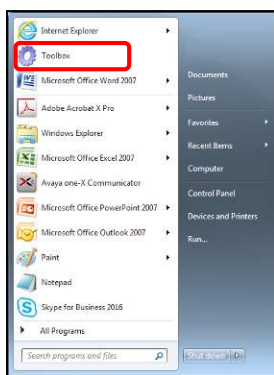 Internet Explorer
Toolbox
Microsoft Office Word 2007
Adobe Acrobat X Pro
Windows Explorer
Microsoft Office Excel 2007
Avaya one-X Communicator
Microsoft Office PowerPoint 2007
Microsoft Office Outlook 2007
Paint
Notepad
Skype for Business 2016
All Programs
Search programs and files
Documents
Pictures
Favorites
Recent Items
Computer
Control Panel
Devices and Printers
Run...
Shut down